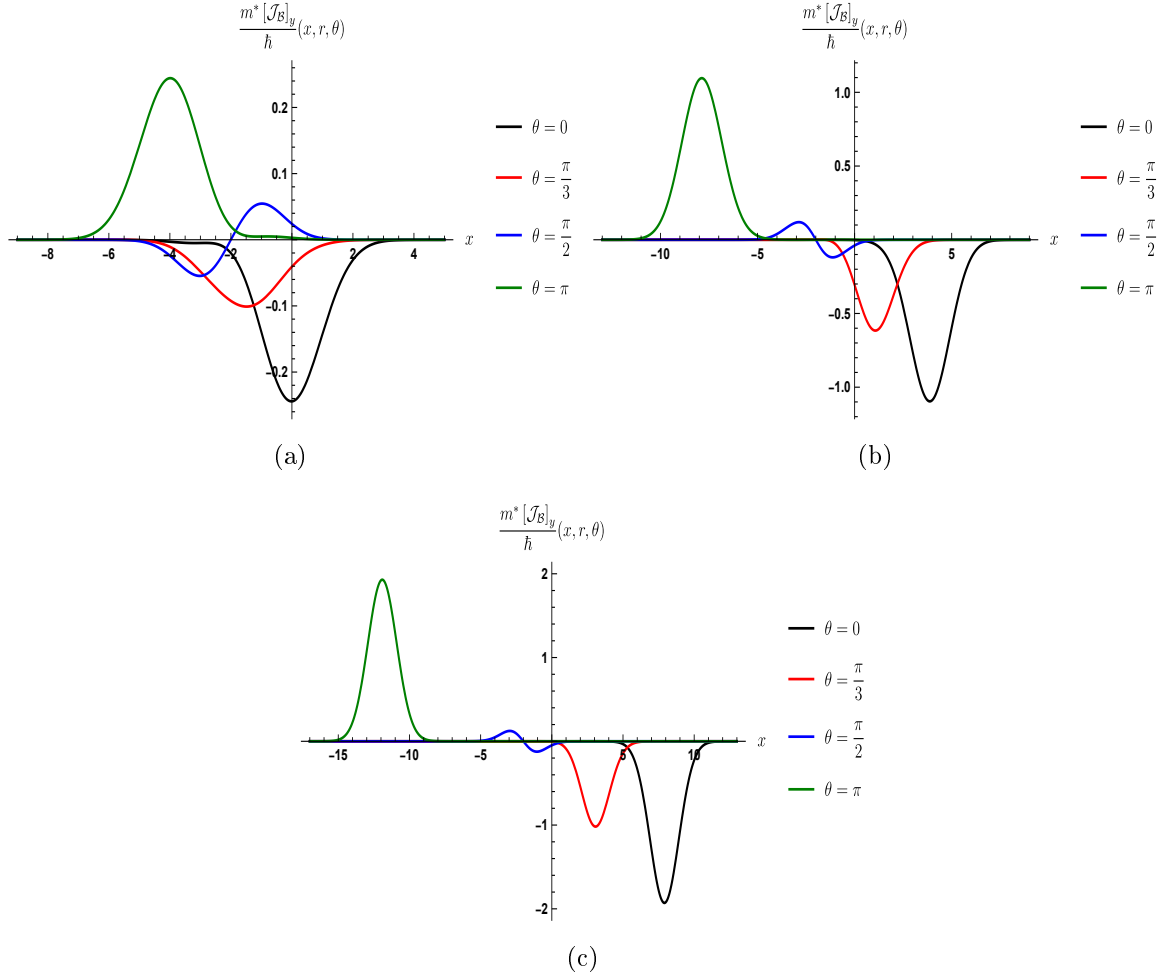 m* [𝒥_ℬ]_y
ħ
(x, r, θ)
0.2
0.1
-0.1
-0.2
-8
-6
-4
-2
2
4
x
θ = 0
θ = π/3
θ = π/2
θ = π
(a)
m* [𝒥_ℬ]_y
ħ
(x, r, θ)
1.0
0.5
-0.5
-1.0
-10
-5
5
x
θ = 0
θ = π/3
θ = π/2
θ = π
(b)
m* [𝒥_ℬ]_y
ħ
(x, r, θ)
2
1
-1
-2
-15
-10
-5
5
10
x
θ = 0
θ = π/3
θ = π/2
θ = π
(c)